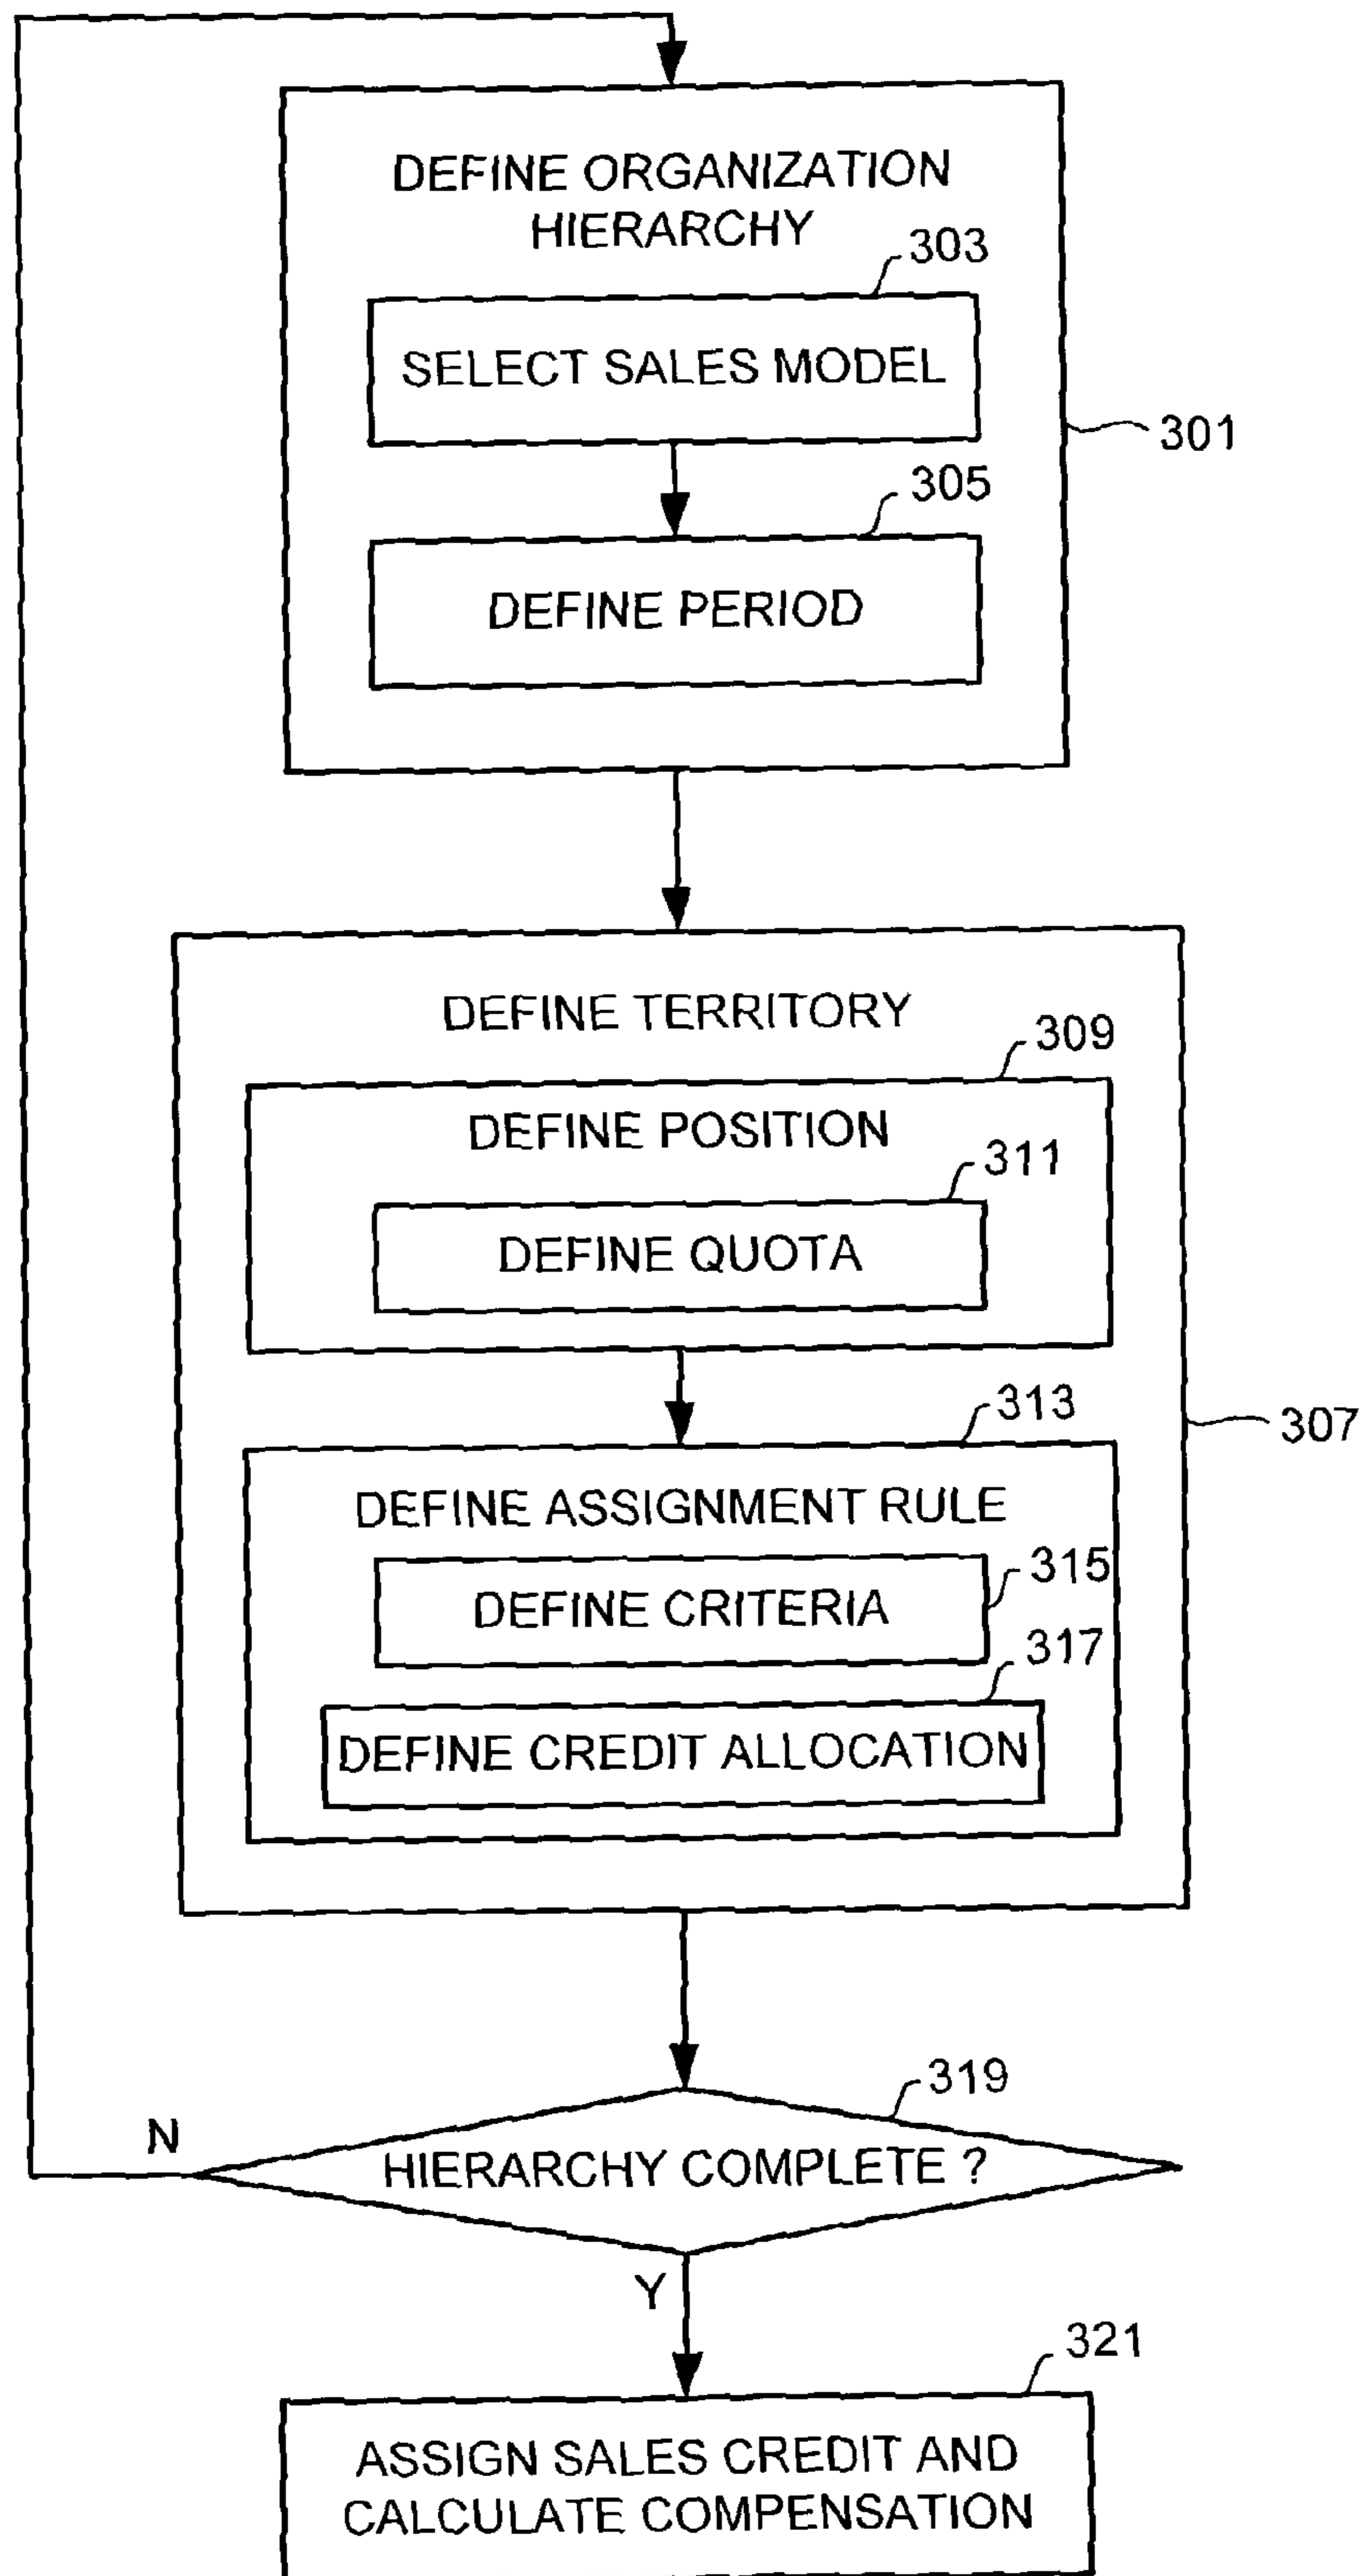 DEFINE ORGANIZATION
HIERARCHY
303
SELECT SALES MODEL
301
305
DEFINE PERIOD
DEFINE TERRITORY
309
DEFINE POSITION
311
DEFINE QUOTA
313
307
DEFINE ASSIGNMENT RULE
315
DEFINE CRITERIA
317
DEFINE CREDIT ALLOCATION
319
N
HIERARCHY COMPLETE ?
Y
321
ASSIGN SALES CREDIT AND
CALCULATE COMPENSATION